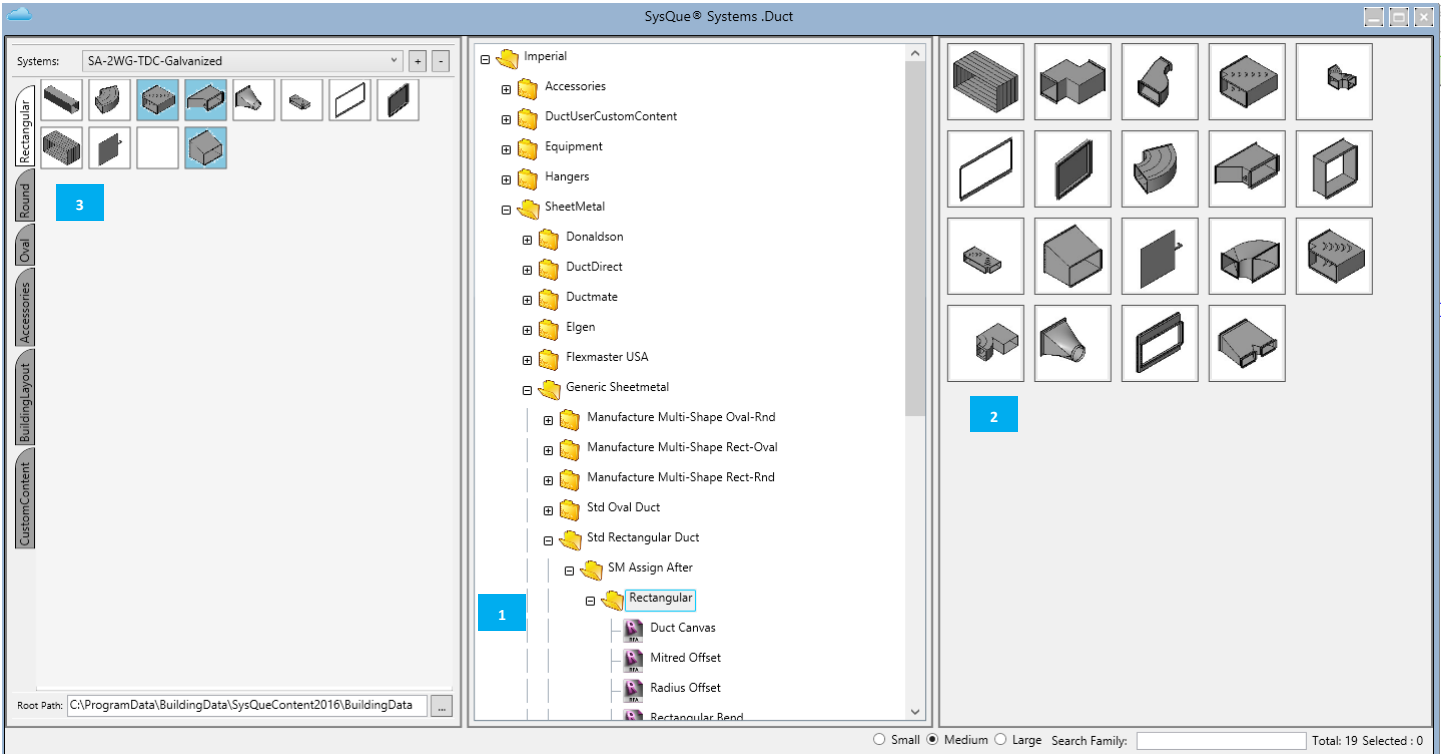 SysQue® Systems .Duct
Systems:
SA-2WG-TDC-Galvanized
+
-
Rectangular
Round
Oval
Accessories
BuildingLayout
CustomContent
3
Root Path:
C:\ProgramData\BuildingData\SysQueContent2016\BuildingData
...
Imperial
Accessories
DuctUserCustomContent
Equipment
Hangers
SheetMetal
Donaldson
DuctDirect
Ductmate
Elgen
Flexmaster USA
Generic Sheetmetal
Manufacture Multi-Shape Oval-Rnd
Manufacture Multi-Shape Rect-Oval
Manufacture Multi-Shape Rect-Rnd
Std Oval Duct
Std Rectangular Duct
SM Assign After
Rectangular
1
RFA
Duct Canvas
RFA
Mitred Offset
RFA
Radius Offset
Rectangular Bend
2
Small Medium Large Search Family: Total: 19 Selected : 0